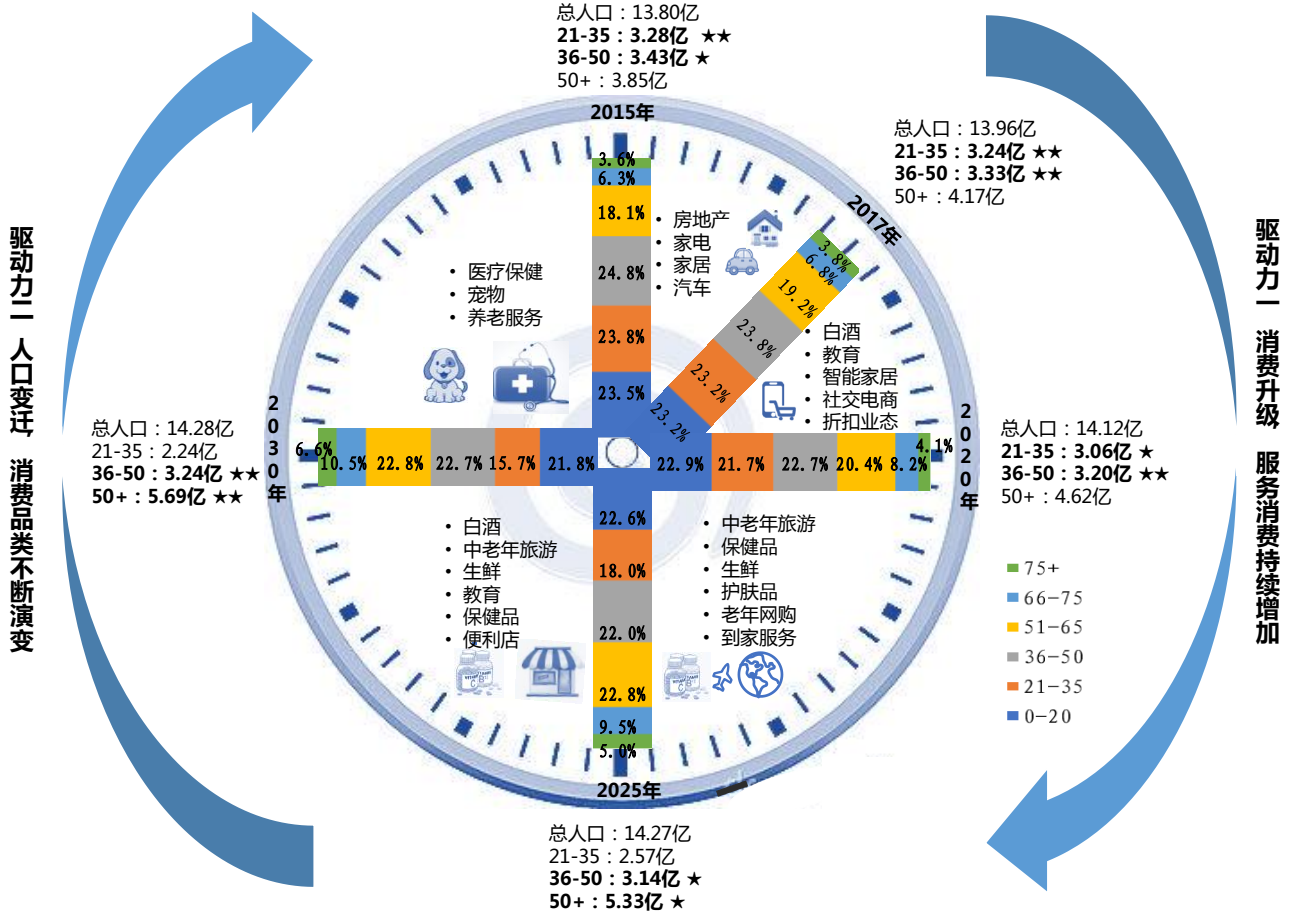 总人口：13.80亿
21-35：3.28亿 ★★
36-50：3.43亿 ★
50+：3.85亿
2015年
总人口：13.96亿
21-35：3.24亿 ★★
36-50：3.33亿 ★★
50+：4.17亿
2017年
驱动力一 消费升级，服务消费持续增加
驱动力二 人口变迁，消费品类不断演变
3.6%
6.3%
18.1%
24.8%
23.8%
23.5%
• 房地产
• 家电
• 家居
• 汽车
3.8%
6.8%
19.2%
23.8%
23.2%
23.2%
• 医疗保健
• 宠物
• 养老服务
• 白酒
• 教育
• 智能家居
• 社交电商
• 折扣业态
2030年
总人口：14.28亿
21-35：2.24亿
36-50：3.24亿 ★★
50+：5.69亿 ★★
6.6%
10.5%
22.8%
22.7%
15.7%
21.8%
22.9%
21.7%
22.7%
20.4%
8.2%
4.1%
2020年
总人口：14.12亿
21-35：3.06亿 ★
36-50：3.20亿 ★★
50+：4.62亿
22.6%
18.0%
22.0%
22.8%
9.5%
5.0%
• 白酒
• 中老年旅游
• 生鲜
• 教育
• 保健品
• 便利店
• 中老年旅游
• 保健品
• 生鲜
• 护肤品
• 老年网购
• 到家服务
75+
66-75
51-65
36-50
21-35
0-20
2025年
总人口：14.27亿
21-35：2.57亿
36-50：3.14亿 ★
50+：5.33亿 ★